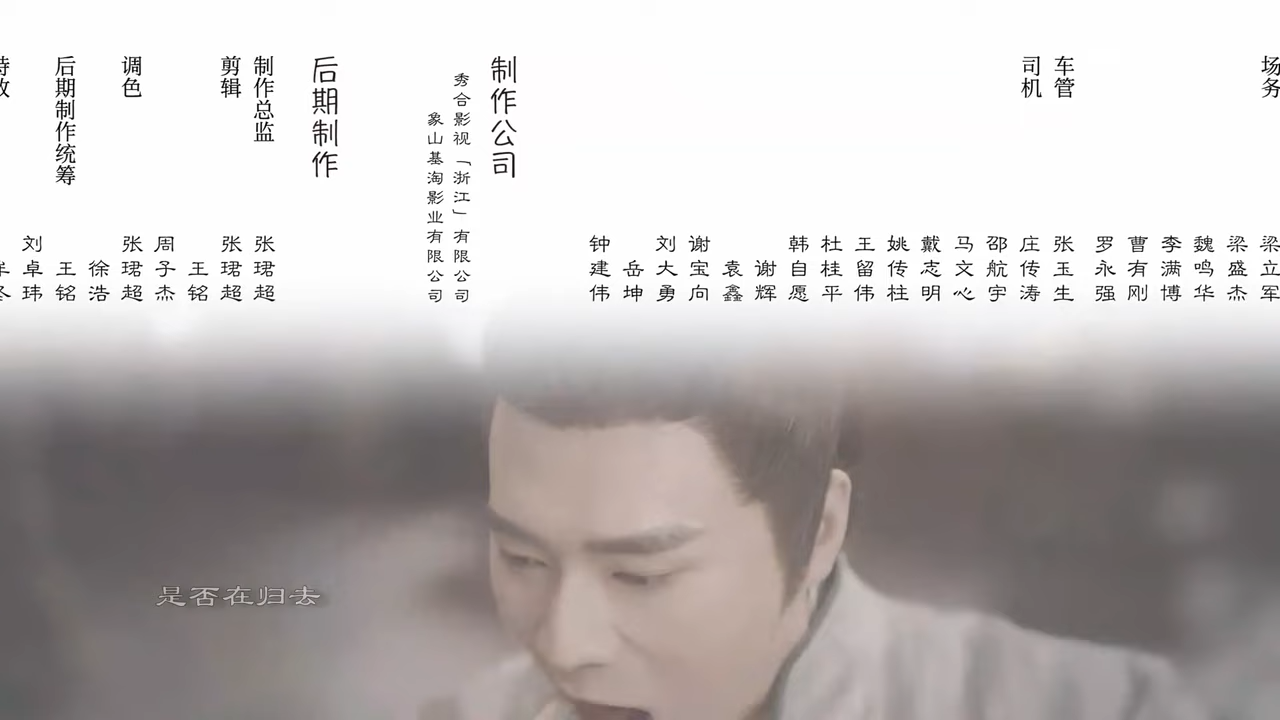 场务
梁立军
梁盛杰
魏鸣华
李满博
曹有刚
罗永强
车管
张玉生
司机
庄传涛
邵航宇
马文心
戴志明
姚传柱
王留伟
杜桂平
韩自愿
谢辉
袁鑫
谢宝向
刘大勇
岳坤
钟建伟
制作公司
秀合影视「浙江」有限公司
象山基淘影业有限公司
后期制作
制作总监
张珺超
剪辑
张珺超
王铭
周子杰
调色
张珺超
徐浩
后期制作统筹
王铭
刘卓玮
是否在归去